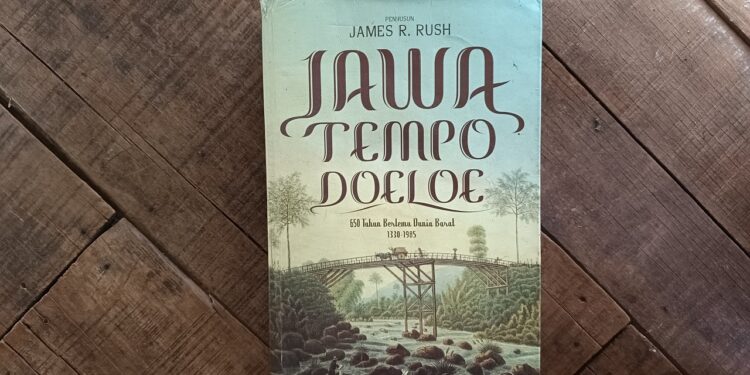 PENYUSUN
JAMES R. RUSH
JAWA
TEMPO
DOELOE
650 Tahun Bertemu Dunia Barat
1330-1985